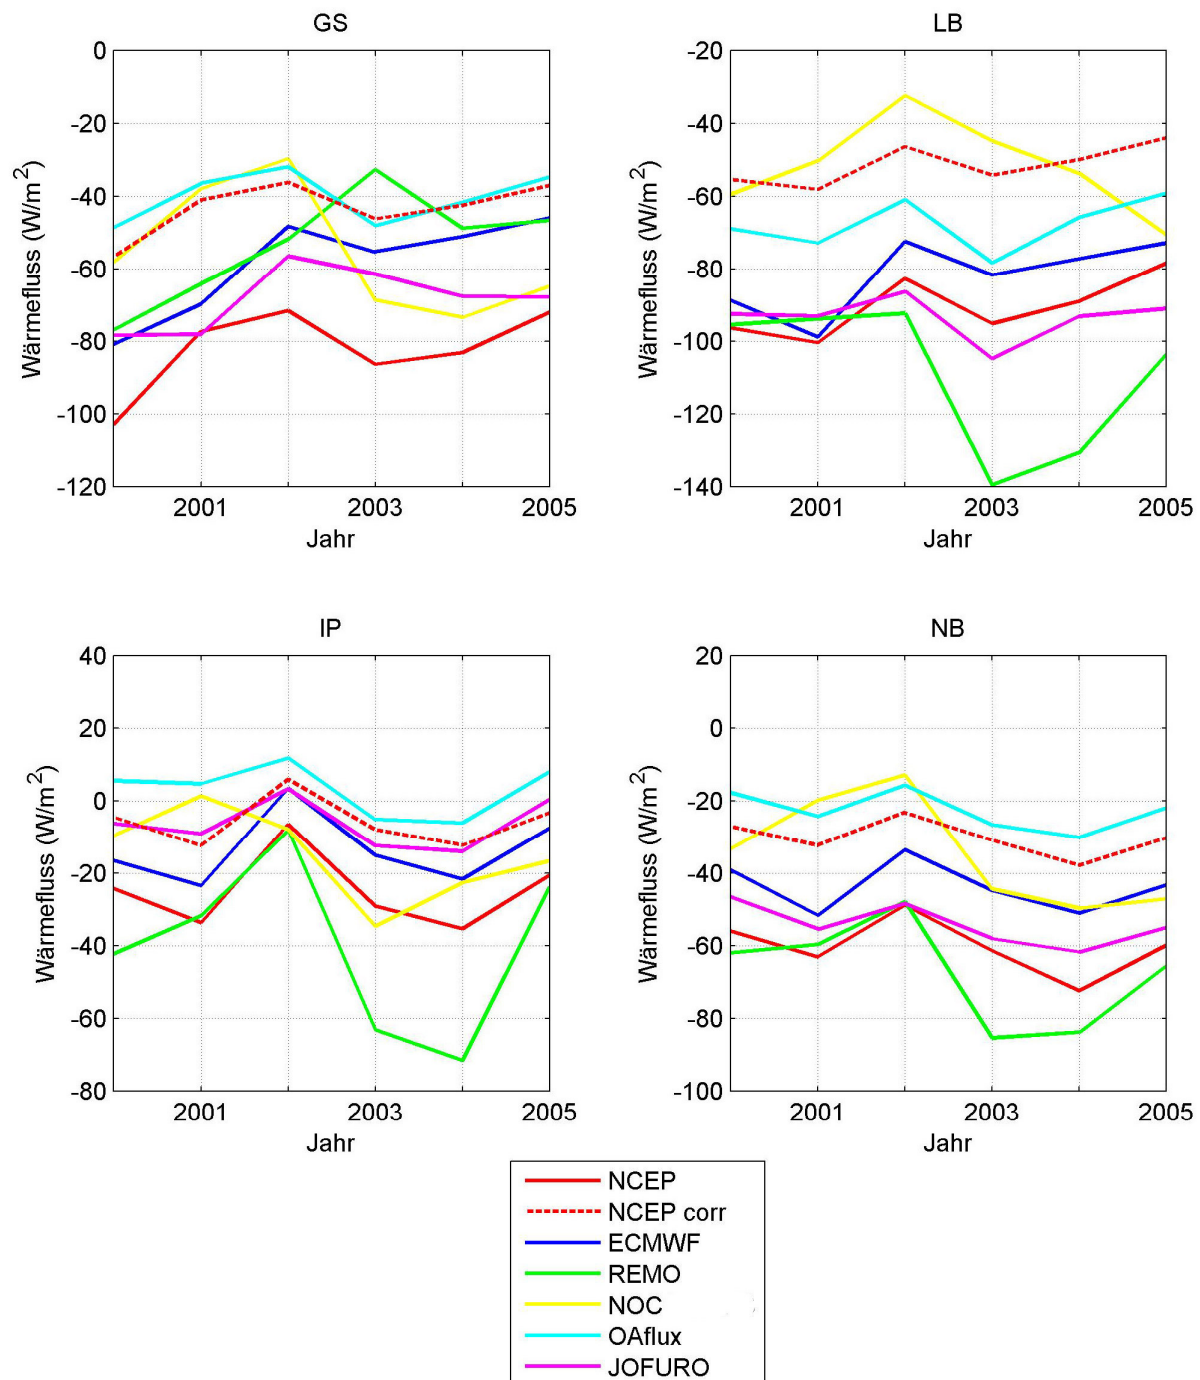 GS
0
-20
-40
-60
-80
-100
-120
Wärmefluss (W/m²)
2001 2003 2005
Jahr
LB
-20
-40
-60
-80
-100
-120
-140
Wärmefluss (W/m²)
2001 2003 2005
Jahr
IP
40
20
0
-20
-40
-60
-80
Wärmefluss (W/m²)
2001 2003 2005
Jahr
NB
20
0
-20
-40
-60
-80
-100
Wärmefluss (W/m²)
2001 2003 2005
Jahr
NCEP
NCEP corr
ECMWF
REMO
NOC
OAflux
JOFURO